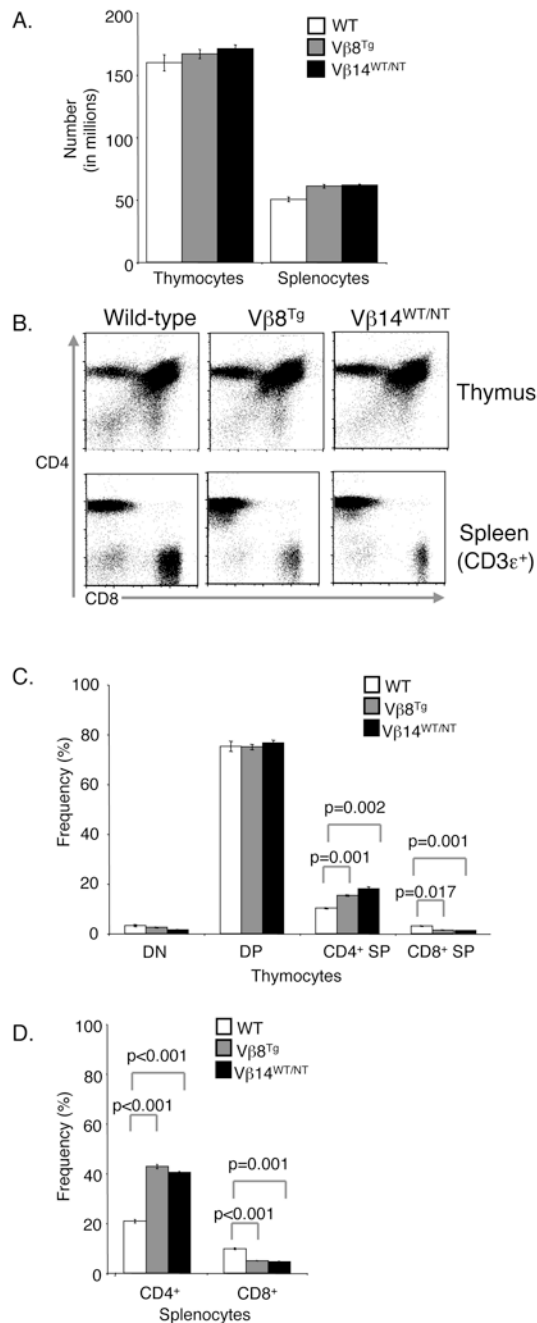 A.
WT
Vβ8Tg
Vβ14WT/NT
Number
(in millions)
200
150
100
50
0
Thymocytes
Splenocytes
B.
Wild-type
Vβ8Tg
Vβ14WT/NT
Thymus
CD4
Spleen
(CD3ε+)
CD8
C.
WT
Vβ8Tg
Vβ14WT/NT
Frequency (%)
100
80
60
40
20
0
p=0.002
p=0.001
p=0.001
p=0.017
DN
DP
CD4+ SP
CD8+ SP
Thymocytes
D.
WT
Vβ8Tg
Vβ14WT/NT
Frequency (%)
100
80
60
40
20
0
p<0.001
p<0.001
p=0.001
p<0.001
CD4+
CD8+
Splenocytes